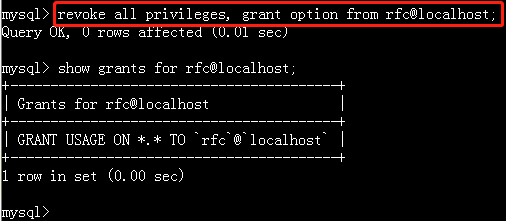 mysql> revoke all privileges, grant option from rfc@localhost;
Query OK, 0 rows affected (0.01 sec)
mysql> show grants for rfc@localhost;
+-----------------------------------------+
| Grants for rfc@localhost                |
+-----------------------------------------+
| GRANT USAGE ON *.* TO `rfc`@`localhost` |
+-----------------------------------------+
1 row in set (0.00 sec)
mysql>